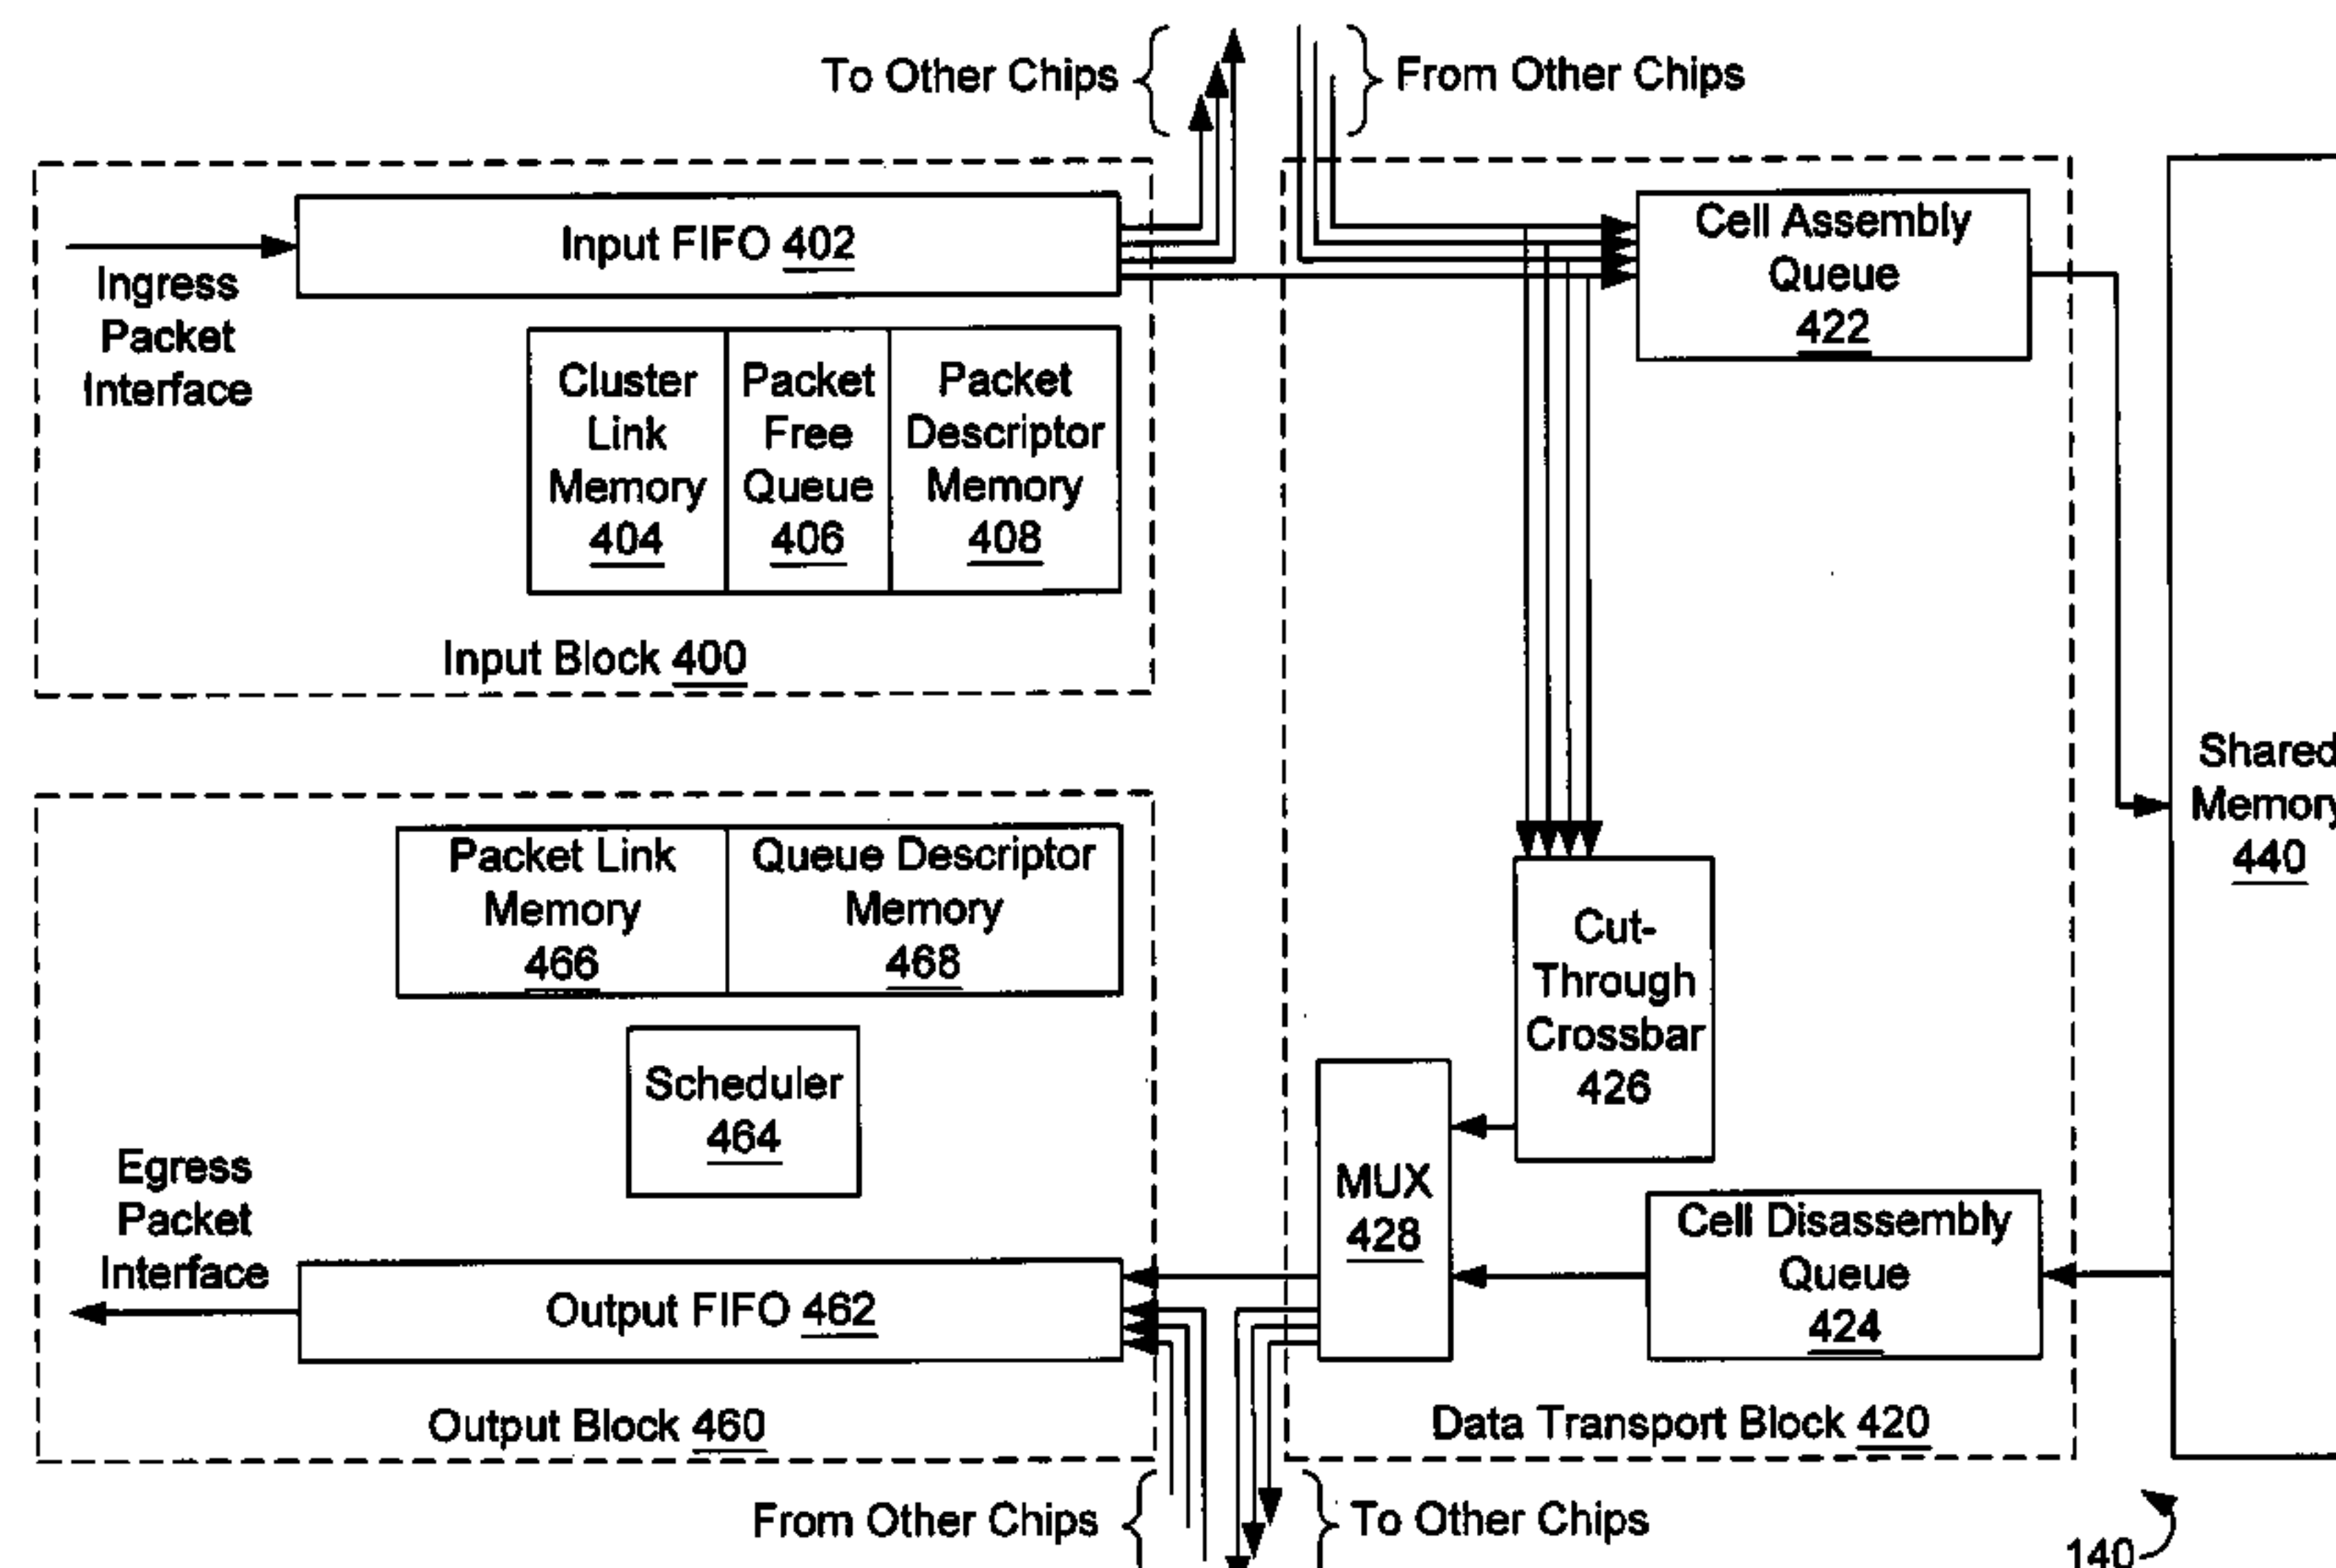 To Other Chips
From Other Chips
Input FIFO 402
Ingress
Packet
Interface
Cell Assembly
Queue
422
Cluster
Link
Memory
404
Packet
Free
Queue
406
Packet
Descriptor
Memory
408
Input Block 400
Shared
Memory
440
Packet Link
Memory
466
Queue Descriptor
Memory
468
Cut-
Through
Crossbar
426
Scheduler
464
MUX
428
Egress
Packet
Interface
Cell Disassembly
Queue
424
Output FIFO 462
Output Block 460
Data Transport Block 420
From Other Chips
To Other Chips
140